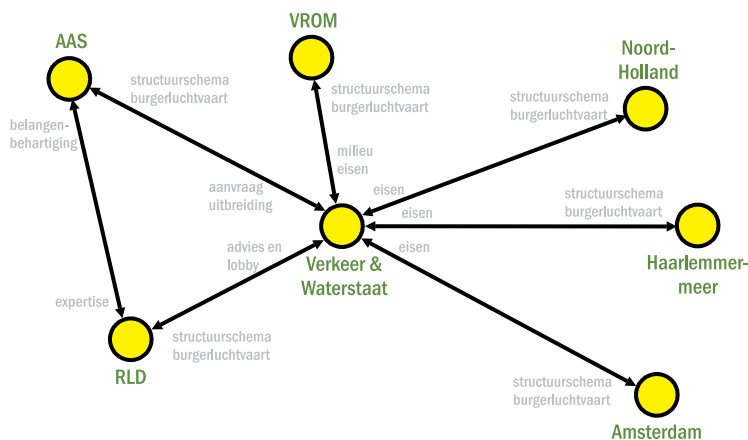 AAS
VROM
Noord-
Holland
structuurschema
burgerluchtvaart
structuurschema
burgerluchtvaart
structuurschema
burgerluchtvaart
belangen-
behartiging
milieu
eisen
aanvraag
uitbreiding
eisen
eisen
eisen
structuurschema
burgerluchtvaart
advies en
lobby
Verkeer &
Waterstaat
Haarlemmer-
meer
expertise
structuurschema
burgerluchtvaart
RLD
structuurschema
burgerluchtvaart
Amsterdam